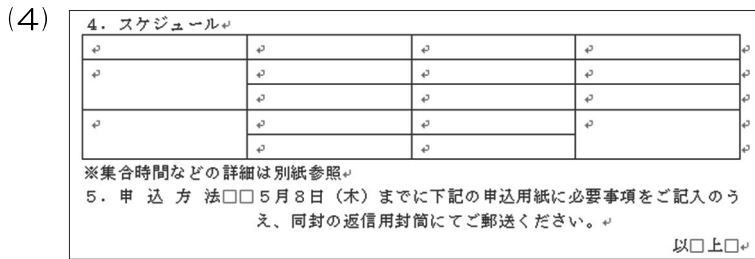 (4)
4．スケジュール↵
↵ ↵ ↵ ↵ ↵
↵ ↵ ↵ ↵ ↵
↵ ↵ ↵ ↵
↵ ↵ ↵ ↵ ↵
↵ ↵ ↵
※集合時間などの詳細は別紙参照↵
5．申　込　方　法□□5月8日（木）までに下記の申込用紙に必要事項をご記入のう
え、同封の返信用封筒にてご郵送ください。↵
以□上□↵